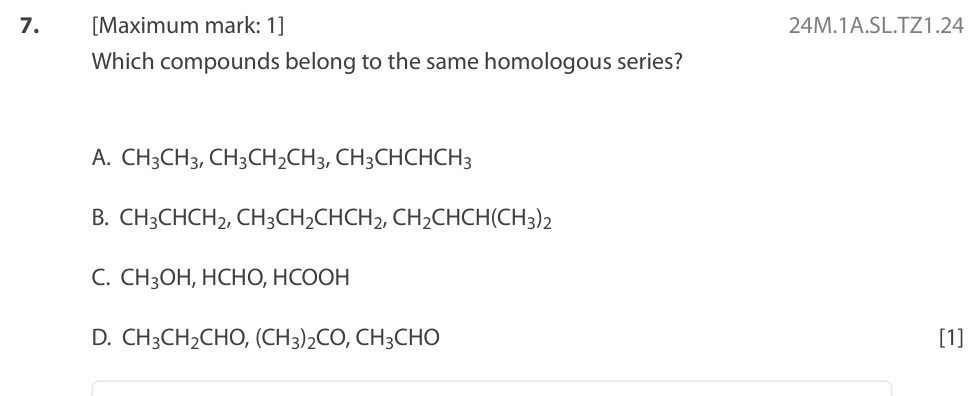 7. [Maximum mark: 1] 24M.1A.SL.TZ1.24
Which compounds belong to the same homologous series?
A. CH₃CH₃, CH₃CH₂CH₃, CH₃CHCHCH₃
B. CH₃CHCH₂, CH₃CH₂CHCH₂, CH₂CHCH(CH₃)₂
C. CH₃OH, HCHO, HCOOH
D. CH₃CH₂CHO, (CH₃)₂CO, CH₃CHO [1]